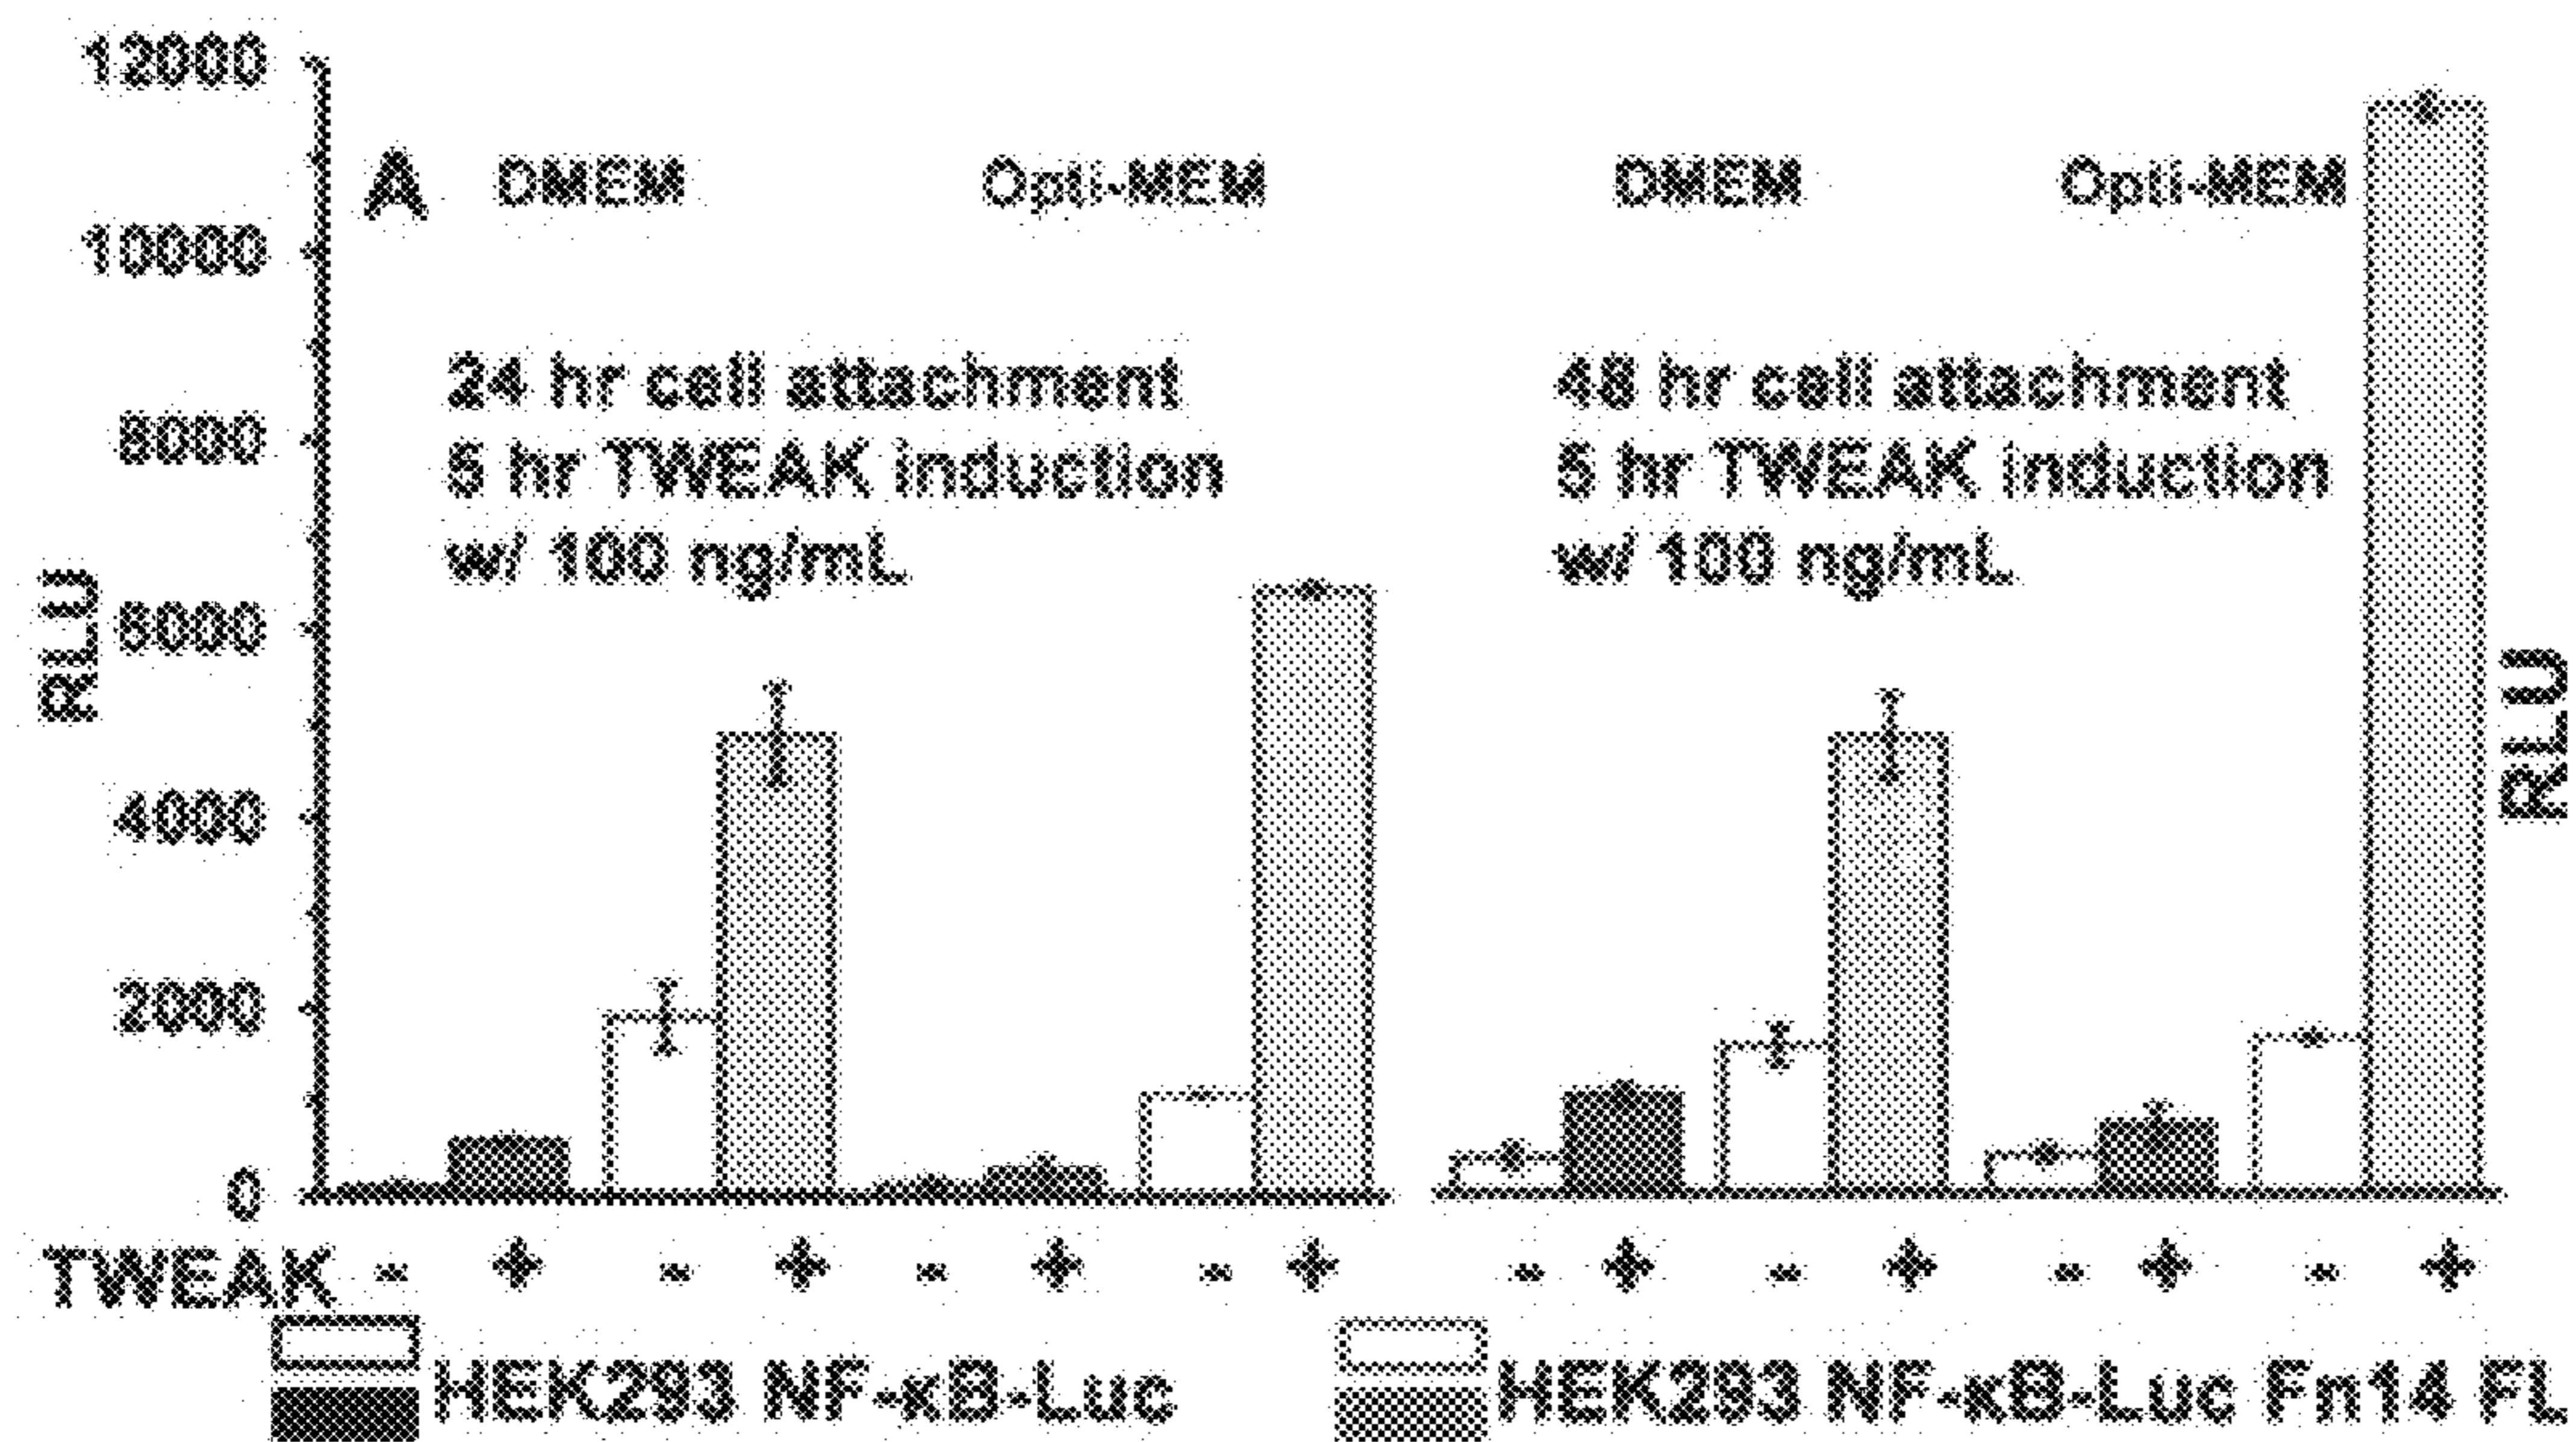 12000
A DMEM Opti-MEM DMEM Opti-MEM
10000
24 hr cell attachment
5 hr TWEAK induction
w/ 100 ng/mL
48 hr cell attachment
5 hr TWEAK induction
w/ 100 ng/mL
8000
RLU
6000
RLU
4000
2000
0
TWEAK - + - + - + - + - + - + - + - +
HEK293 NF-κB-Luc
HEK293 NF-κB-Luc Fn14 FL